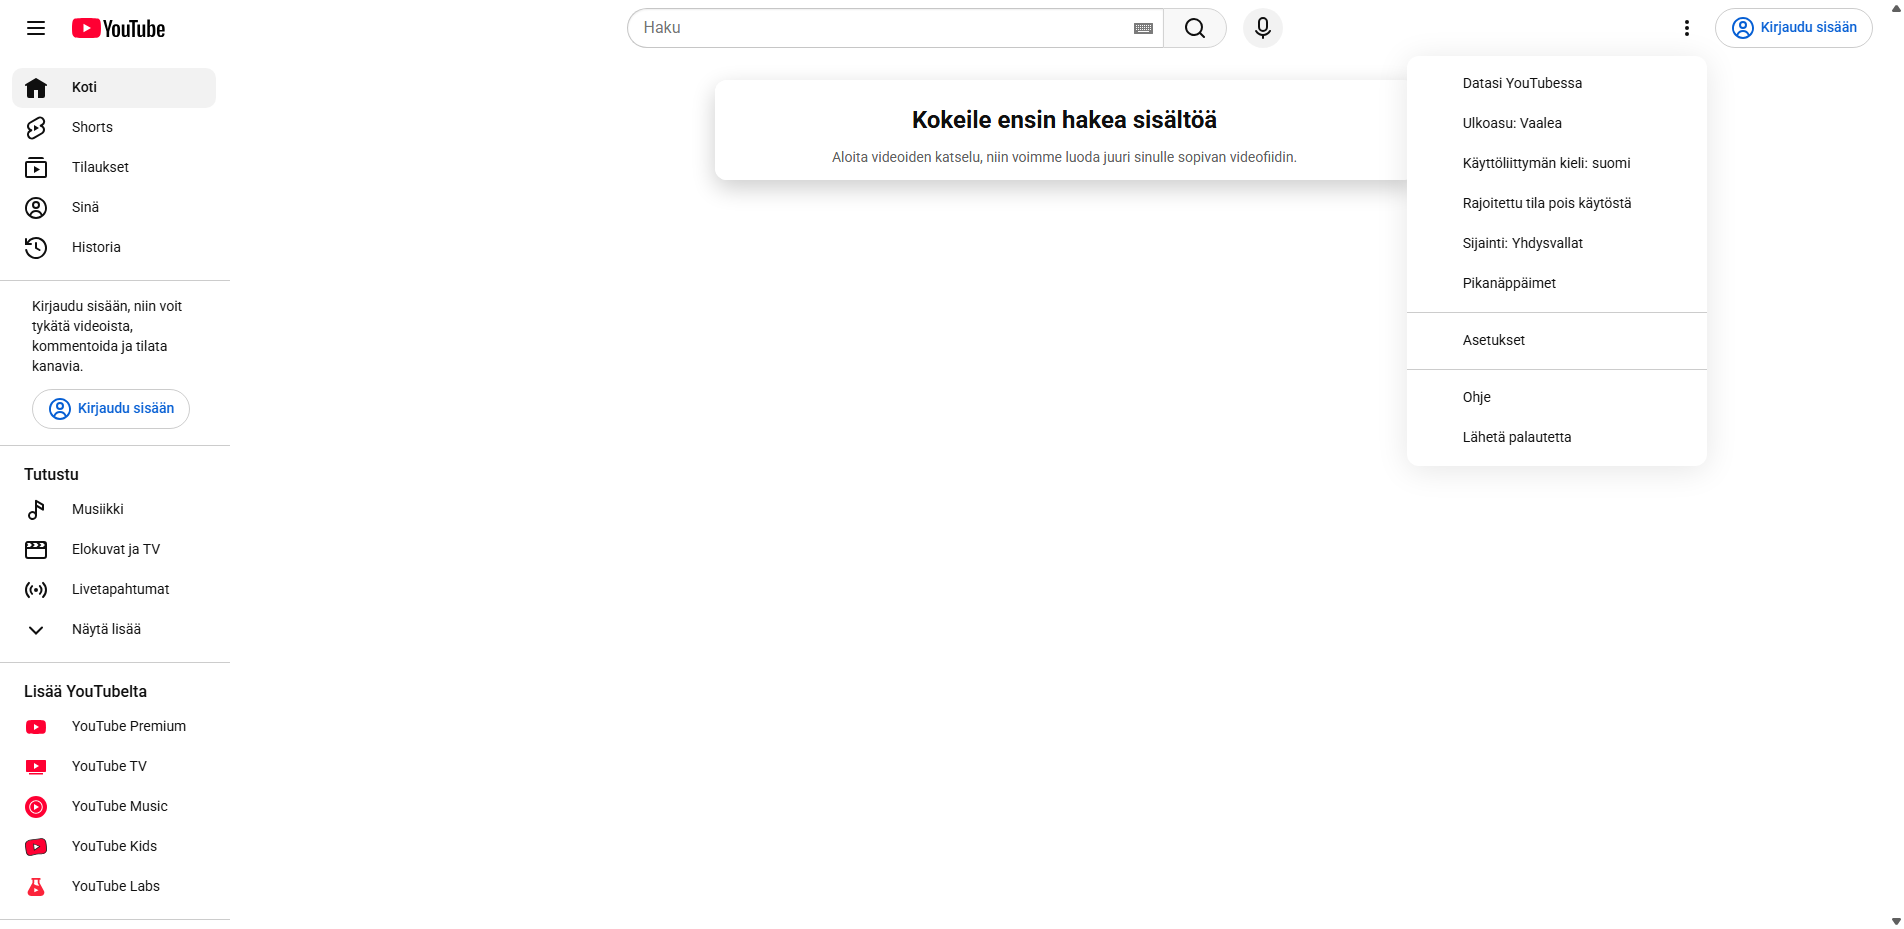 YouTube
Haku
Kirjaudu sisään
Koti
Shorts
Tilaukset
Sinä
Historia
Kirjaudu sisään, niin voit
tykätä videoista,
kommentoida ja tilata
kanavia.
Kirjaudu sisään
Tutustu
Musiikki
Elokuvat ja TV
Livetapahtumat
Näytä lisää
Lisää YouTubelta
YouTube Premium
YouTube TV
YouTube Music
YouTube Kids
YouTube Labs
Kokeile ensin hakea sisältöä
Aloita videoiden katselu, niin voimme luoda juuri sinulle sopivan videofiidin.
Datasi YouTubessa
Ulkoasu: Vaalea
Käyttöliittymän kieli: suomi
Rajoitettu tila pois käytöstä
Sijainti: Yhdysvallat
Pikanäppäimet
Asetukset
Ohje
Lähetä palautetta